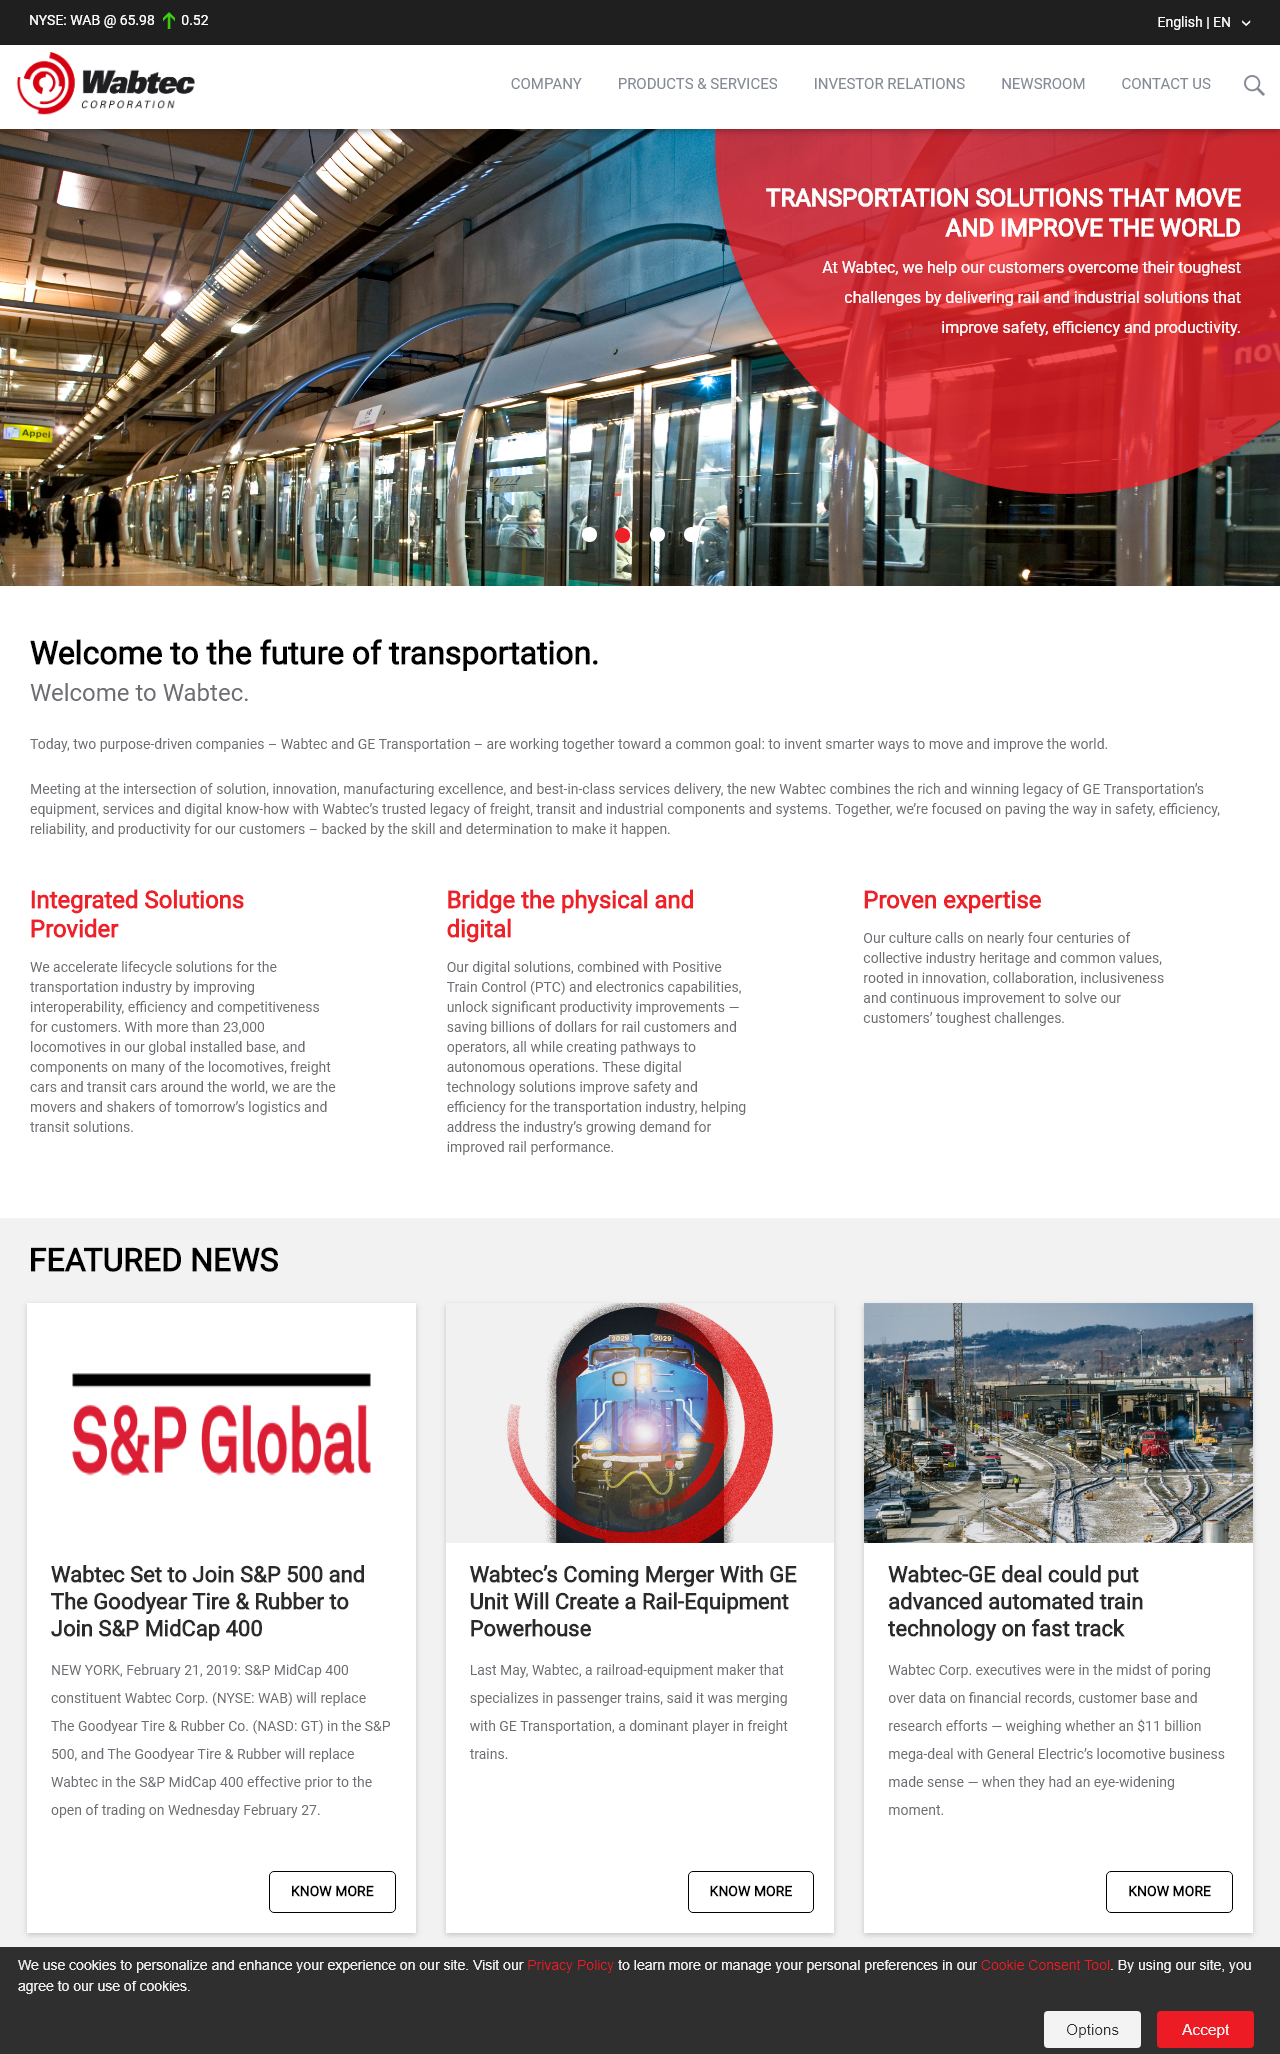 NYSE: WAB @ 65.98 0.52
English | EN
Wabtec
CORPORATION
COMPANY PRODUCTS & SERVICES INVESTOR RELATIONS NEWSROOM CONTACT US
TRANSPORTATION SOLUTIONS THAT MOVE
AND IMPROVE THE WORLD
At Wabtec, we help our customers overcome their toughest
challenges by delivering rail and industrial solutions that
improve safety, efficiency and productivity.
Appel
Welcome to the future of transportation.
Welcome to Wabtec.
Today, two purpose-driven companies – Wabtec and GE Transportation – are working together toward a common goal: to invent smarter ways to move and improve the world.
Meeting at the intersection of solution, innovation, manufacturing excellence, and best-in-class services delivery, the new Wabtec combines the rich and winning legacy of GE Transportation’s
equipment, services and digital know-how with Wabtec’s trusted legacy of freight, transit and industrial components and systems. Together, we’re focused on paving the way in safety, efficiency,
reliability, and productivity for our customers – backed by the skill and determination to make it happen.
Integrated Solutions
Provider
We accelerate lifecycle solutions for the
transportation industry by improving
interoperability, efficiency and competitiveness
for customers. With more than 23,000
locomotives in our global installed base, and
components on many of the locomotives, freight
cars and transit cars around the world, we are the
movers and shakers of tomorrow’s logistics and
transit solutions.
Bridge the physical and
digital
Our digital solutions, combined with Positive
Train Control (PTC) and electronics capabilities,
unlock significant productivity improvements —
saving billions of dollars for rail customers and
operators, all while creating pathways to
autonomous operations. These digital
technology solutions improve safety and
efficiency for the transportation industry, helping
address the industry’s growing demand for
improved rail performance.
Proven expertise
Our culture calls on nearly four centuries of
collective industry heritage and common values,
rooted in innovation, collaboration, inclusiveness
and continuous improvement to solve our
customers’ toughest challenges.
FEATURED NEWS
S&P Global
Wabtec Set to Join S&P 500 and
The Goodyear Tire & Rubber to
Join S&P MidCap 400
NEW YORK, February 21, 2019: S&P MidCap 400
constituent Wabtec Corp. (NYSE: WAB) will replace
The Goodyear Tire & Rubber Co. (NASD: GT) in the S&P
500, and The Goodyear Tire & Rubber will replace
Wabtec in the S&P MidCap 400 effective prior to the
open of trading on Wednesday February 27.
KNOW MORE
2029 2029
Wabtec’s Coming Merger With GE
Unit Will Create a Rail-Equipment
Powerhouse
Last May, Wabtec, a railroad-equipment maker that
specializes in passenger trains, said it was merging
with GE Transportation, a dominant player in freight
trains.
KNOW MORE
Wabtec-GE deal could put
advanced automated train
technology on fast track
Wabtec Corp. executives were in the midst of poring
over data on financial records, customer base and
research efforts — weighing whether an $11 billion
mega-deal with General Electric’s locomotive business
made sense — when they had an eye-widening
moment.
KNOW MORE
We use cookies to personalize and enhance your experience on our site. Visit our Privacy Policy to learn more or manage your personal preferences in our Cookie Consent Tool. By using our site, you
agree to our use of cookies.
Options
Accept